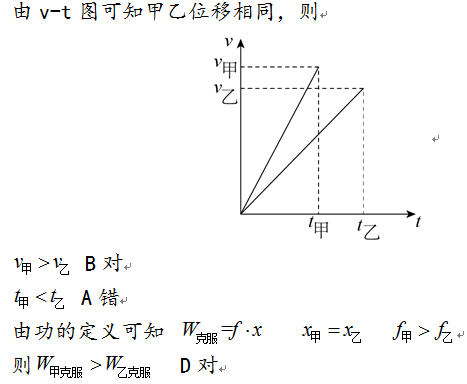 由 v-t 图可知甲乙位移相同，则
v
v甲
v乙
t甲 t乙 t
v甲>v乙 B 对
t甲<t乙 A 错
由功的定义可知 W克服=f·x x甲=x乙 f甲>f乙
则 W甲克服>W乙克服 D 对